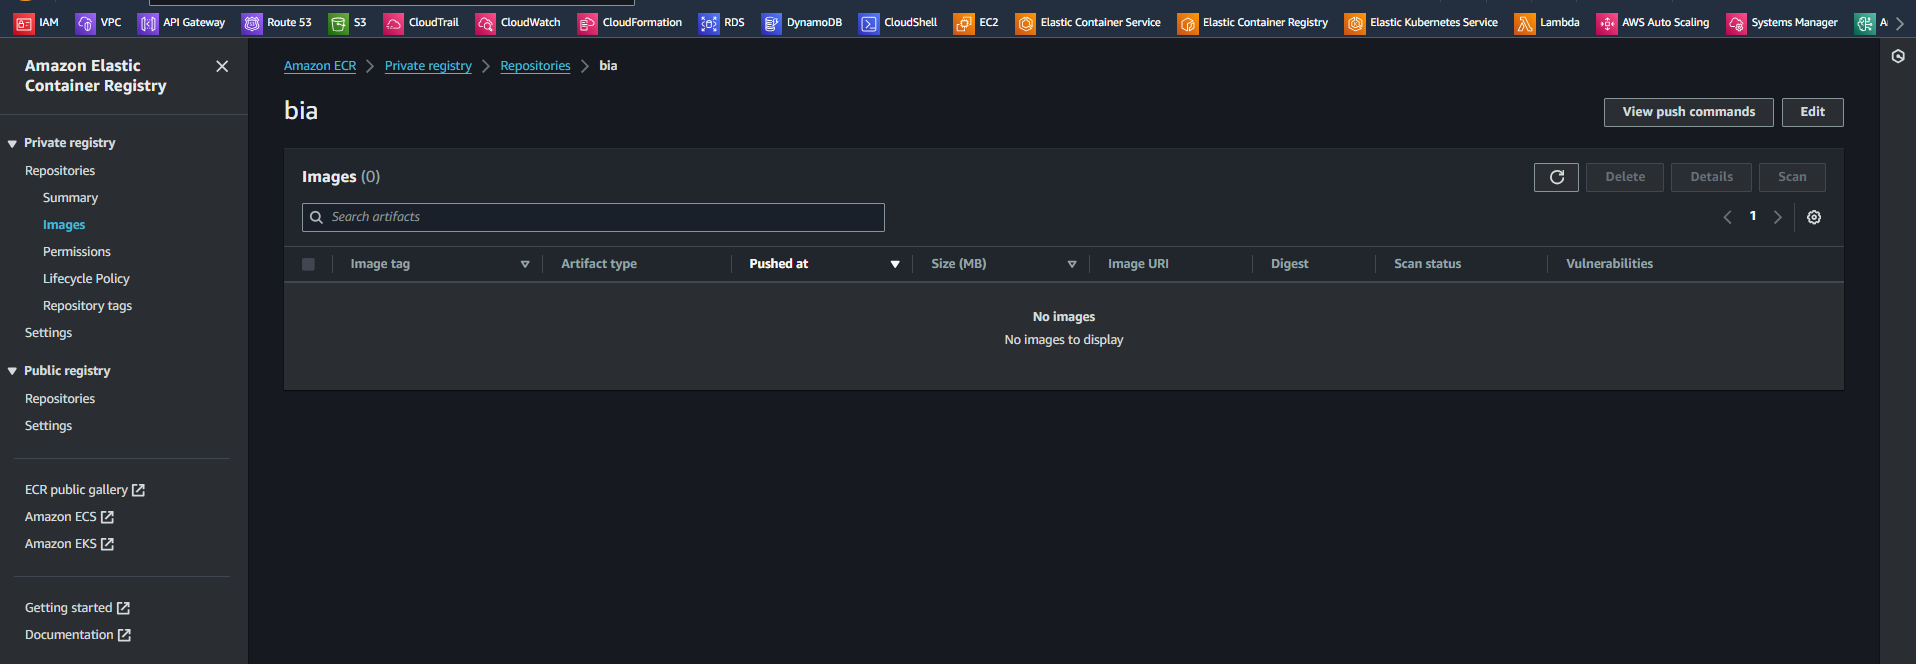 IAM VPC API Gateway Route 53 S3 CloudTrail CloudWatch CloudFormation RDS DynamoDB CloudShell EC2 Elastic Container Service Elastic Container Registry Elastic Kubernetes Service Lambda AWS Auto Scaling Systems Manager
Amazon Elastic
Container Registry
Private registry
Repositories
Summary
Images
Permissions
Lifecycle Policy
Repository tags
Settings
Public registry
Repositories
Settings
ECR public gallery
Amazon ECS
Amazon EKS
Getting started
Documentation
Amazon ECR Private registry Repositories bia
bia
View push commands Edit
Images (0)
Delete Details Scan
Search artifacts
1
Image tag Artifact type Pushed at Size (MB) Image URI Digest Scan status Vulnerabilities
No images
No images to display